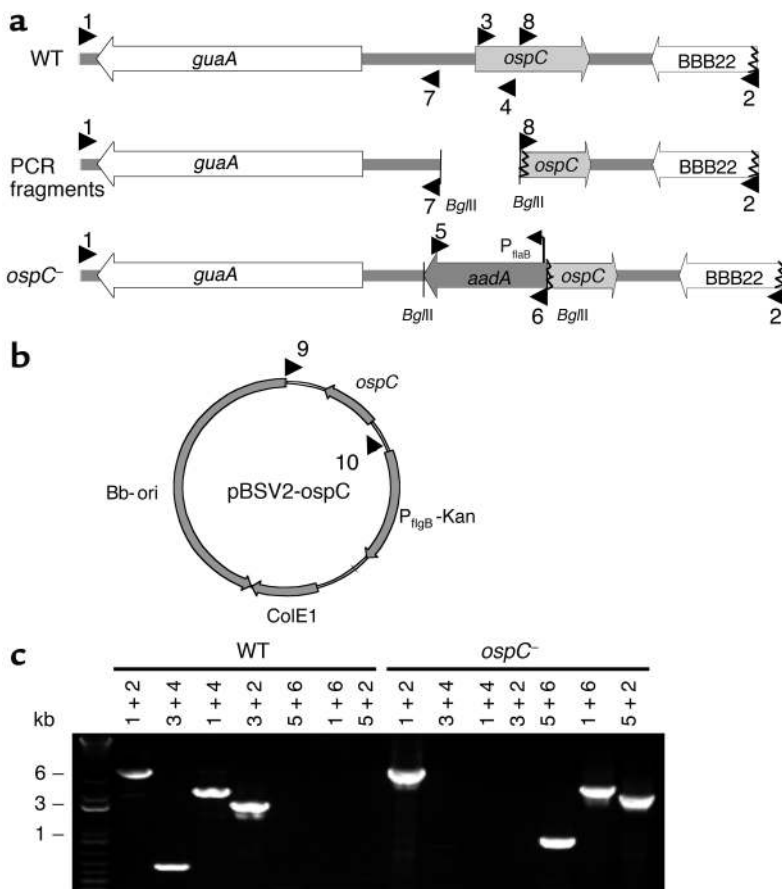 a
1 3 8
WT guaA ospC BBB22
7 4 2
1 8
PCR fragments guaA ospC BBB22
7 BglII BglII 2
1 5 PflaB
ospC- guaA aadA ospC BBB22
BglII 6 BglII 2
b
9
ospC
10
Bb-ori pBSV2-ospC PflgB-Kan
ColE1
c
WT ospC-
kb 1 + 2 3 + 4 1 + 4 3 + 2 5 + 6 1 + 6 5 + 2 1 + 2 3 + 4 1 + 4 3 + 2 5 + 6 1 + 6 5 + 2
6 –
3 –
1 –